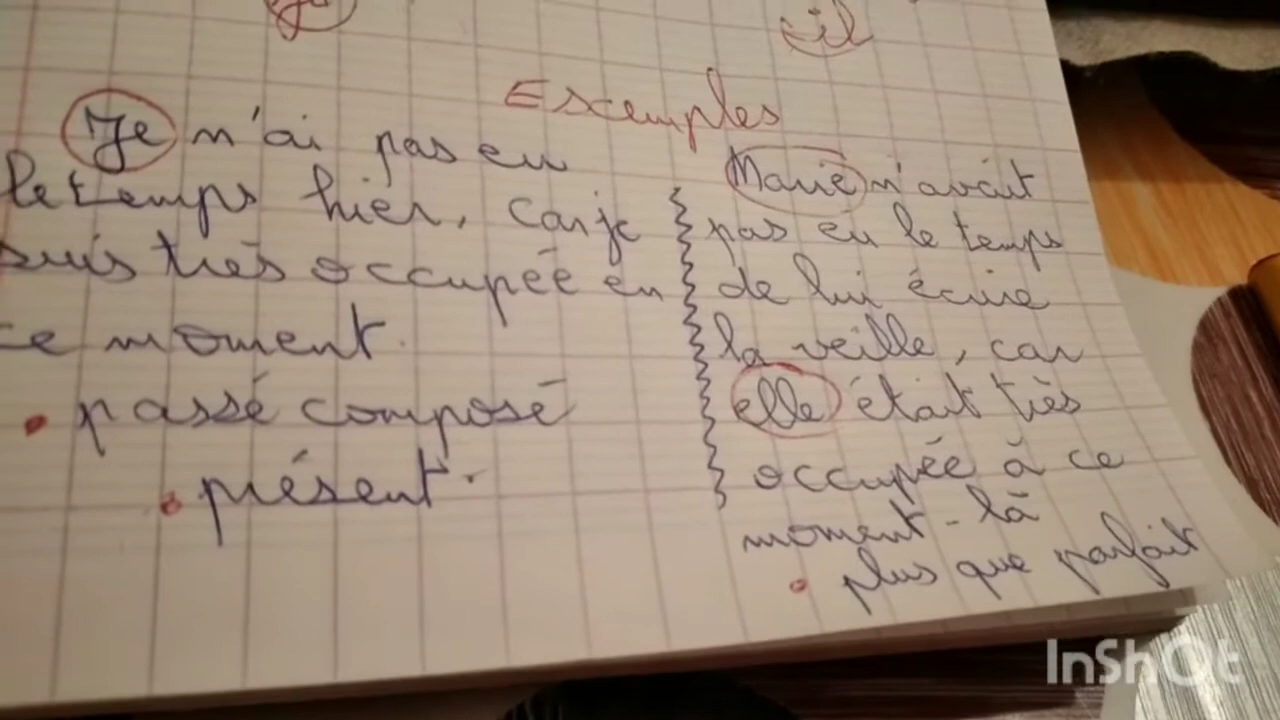 il
Exemples
Je n'ai pas eu
le temps hier, car je
suis très occupée en
ce moment.
• passé composé
• présent.
Marie n'avait
pas eu le temps
de lui écrire
la veille, car
elle était très
occupée à ce
moment-là
• plus que parfait
InShOt